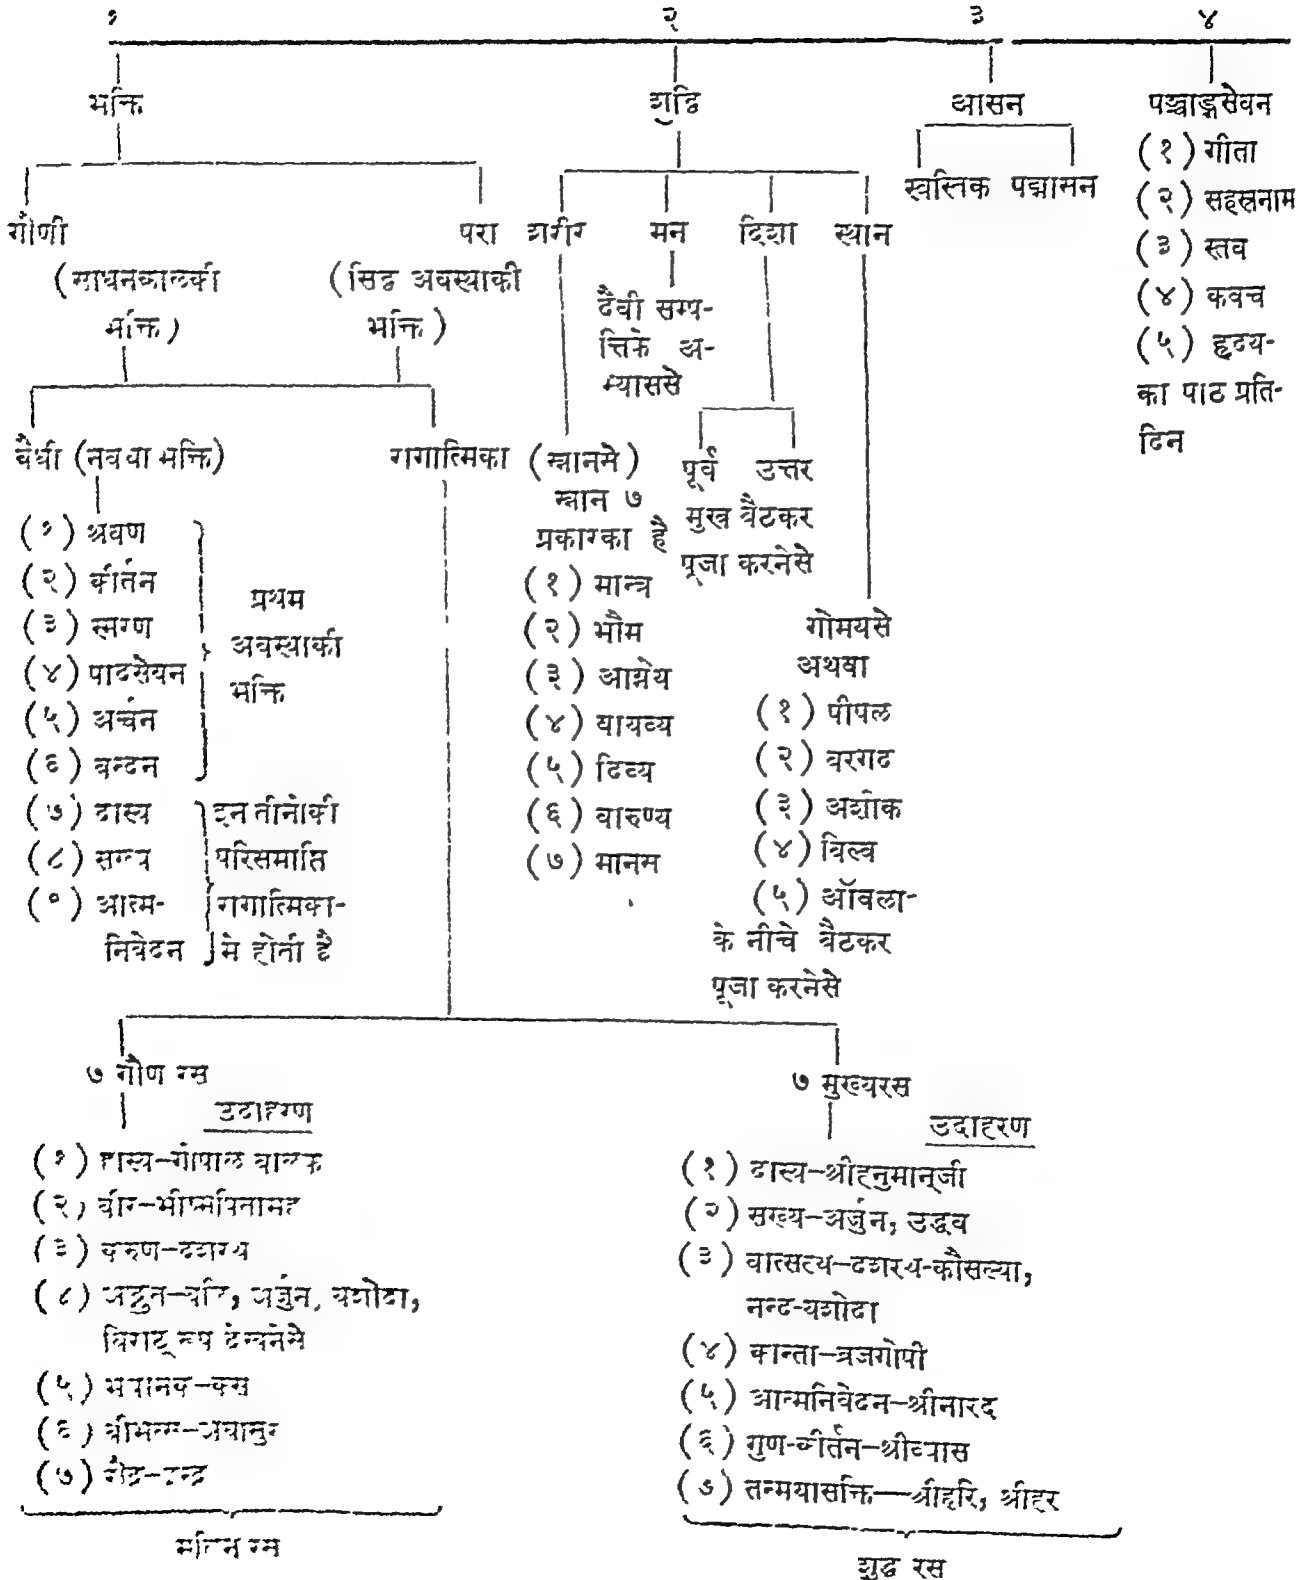 १ २ ३ ४
भक्ति शुद्धि आसन पञ्चाङ्गसेवन
(१) गीता
स्वस्तिक पद्मासन
(२) सहस्रनाम
गौणी परा शरीर मन दिशा स्थान
(३) स्तव
(साधनकालकी (सिद्ध अवस्थाकी
भक्ति) भक्ति)
दैवी सम्प-
त्तिके अ-
भ्याससे
(४) कवच
(५) हृदय-
का पाठ प्रति-
दिन
वैधी (नवधा भक्ति) रागात्मिका
(१) श्रवण
(२) कीर्तन
(३) स्मरण
(४) पादसेवन
(५) अर्चन
(६) वन्दन
प्रथम
अवस्थाकी
भक्ति
(७) दास्य
(८) सख्य
(९) आत्म-
निवेदन
इन तीनोंकी
परिसमाप्ति
रागात्मिका-
मे होती है
(स्नानसे)
स्नान ७
प्रकारका है
(१) मान्त्र
(२) भौम
(३) आग्नेय
(४) वायव्य
(५) दिव्य
(६) वारुण्य
(७) मानस
पूर्व उत्तर
मुख बैठकर
पूजा करनेसे
गोमयसे
अथवा
(१) पीपल
(२) वरगद
(३) अशोक
(४) विल्व
(५) आँवला-
के नीचे बैठकर
पूजा करनेसे
७ गौण रस
उदाहरण
(१) हास्य–गोपाल बालक
(२) वीर–भीष्मपितामह
(३) करुण–दशरथ
(४) अद्भुत–बलि, अर्जुन, यशोदा,
विराट् रूप देखनेसे
(५) भयानक–कंस
(६) बीभत्स–अघासुर
(७) रौद्र–इन्द्र
मलिन रस
७ मुख्यरस
उदाहरण
(१) दास्य–श्रीहनुमान्‌जी
(२) सख्य–अर्जुन, उद्धव
(३) वात्सल्य–दशरथ-कौसल्या,
नन्द-यशोदा
(४) कान्ता–व्रजगोपी
(५) आत्मनिवेदन–श्रीनारद
(६) गुण-कीर्तन–श्रीव्यास
(७) तन्मयासक्ति—श्रीहरि, श्रीहर
शुद्ध रस